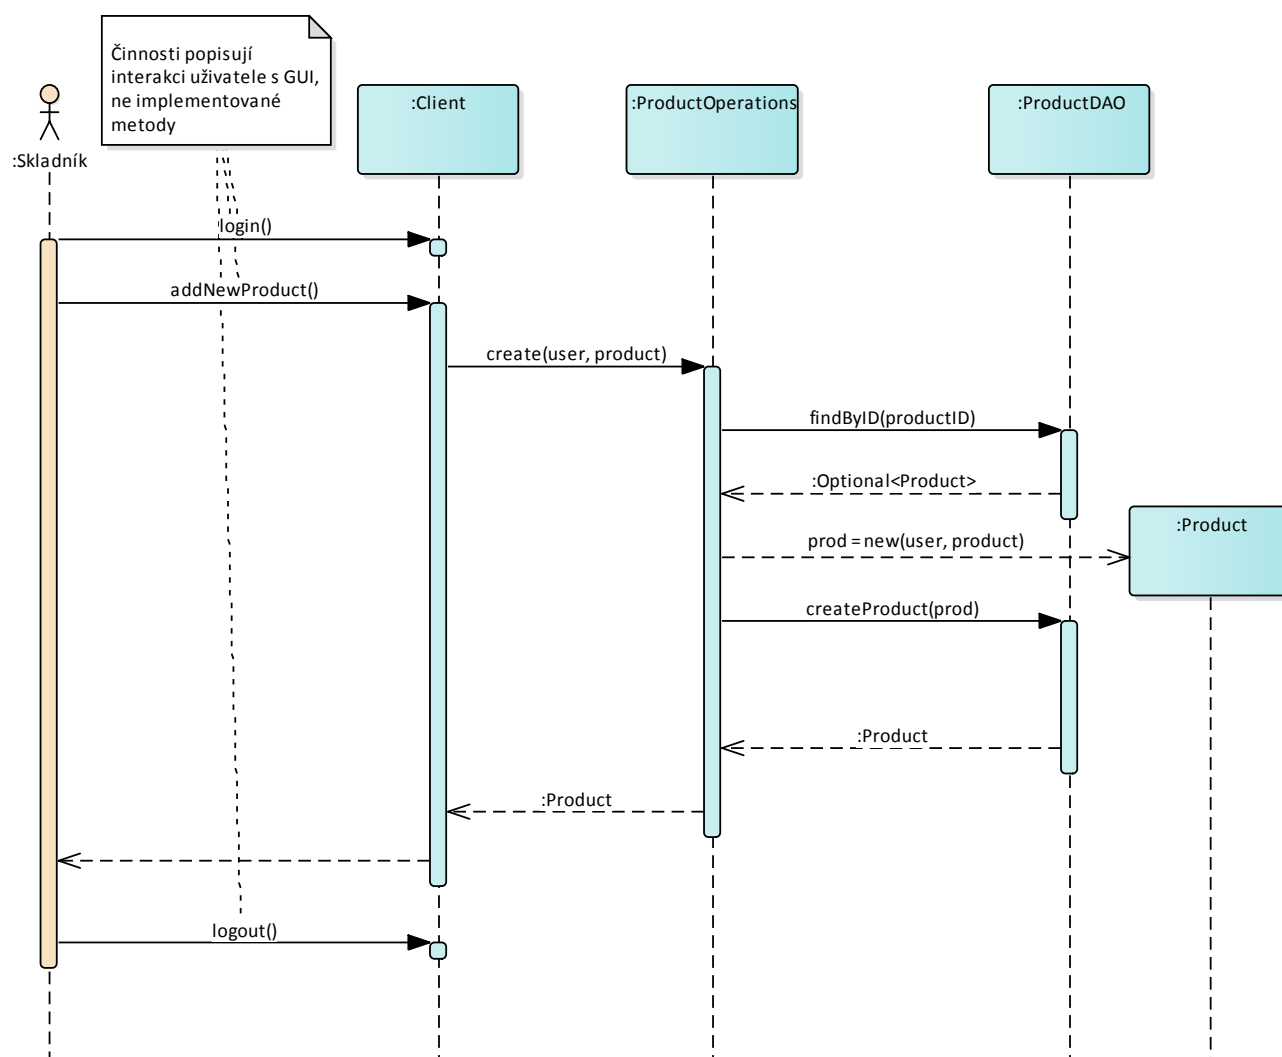 Činnosti popisují
interakci uživatele s GUI,
ne implementované
metody
:Skladník
:Client
:ProductOperations
:ProductDAO
login()
addNewProduct()
create(user, product)
findByID(productID)
:Optional<Product>
:Product
prod = new(user, product)
createProduct(prod)
:Product
:Product
logout()